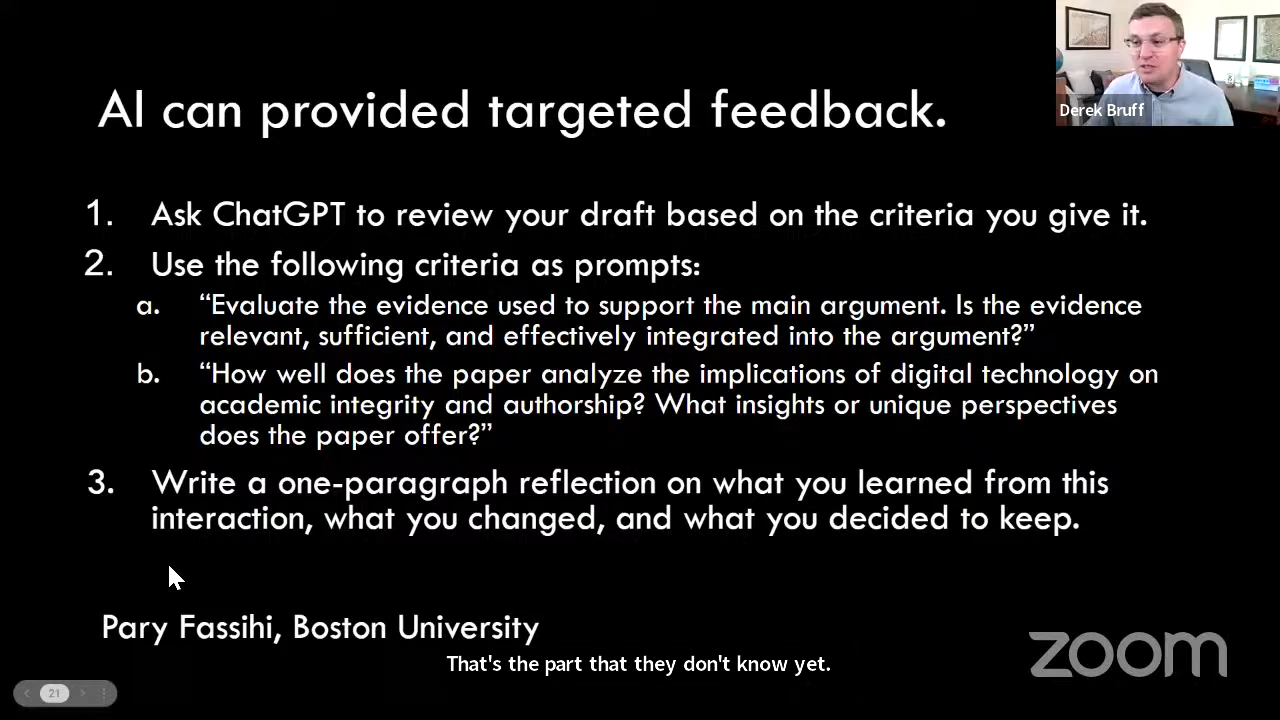 AI can provided targeted feedback.
Derek Bruff
1. Ask ChatGPT to review your draft based on the criteria you give it.
2. Use the following criteria as prompts:
a. “Evaluate the evidence used to support the main argument. Is the evidence
relevant, sufficient, and effectively integrated into the argument?”
b. “How well does the paper analyze the implications of digital technology on
academic integrity and authorship? What insights or unique perspectives
does the paper offer?”
3. Write a one-paragraph reflection on what you learned from this
interaction, what you changed, and what you decided to keep.
Pary Fassihi, Boston University
That's the part that they don't know yet.
zoom
21